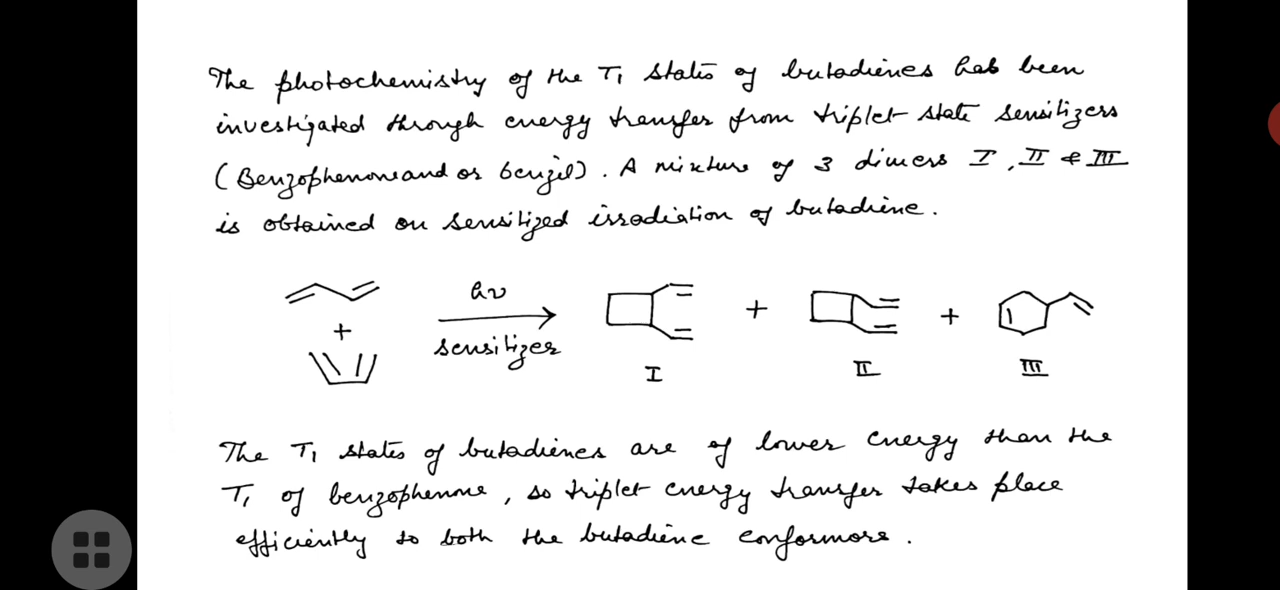 The photochemistry of the T₁ states of butadienes has been
investigated through energy transfer from triplet state sensitizers
(Benzophenone and or benzil). A mixture of 3 dimers I, II & III
is obtained on sensitized irradiation of butadiene.
hν
+
sensitizer
+
+
I
II
III
The T₁ states of butadienes are of lower energy than the
T₁ of benzophenone, so triplet energy transfer takes place
efficiently to both the butadiene conformers.